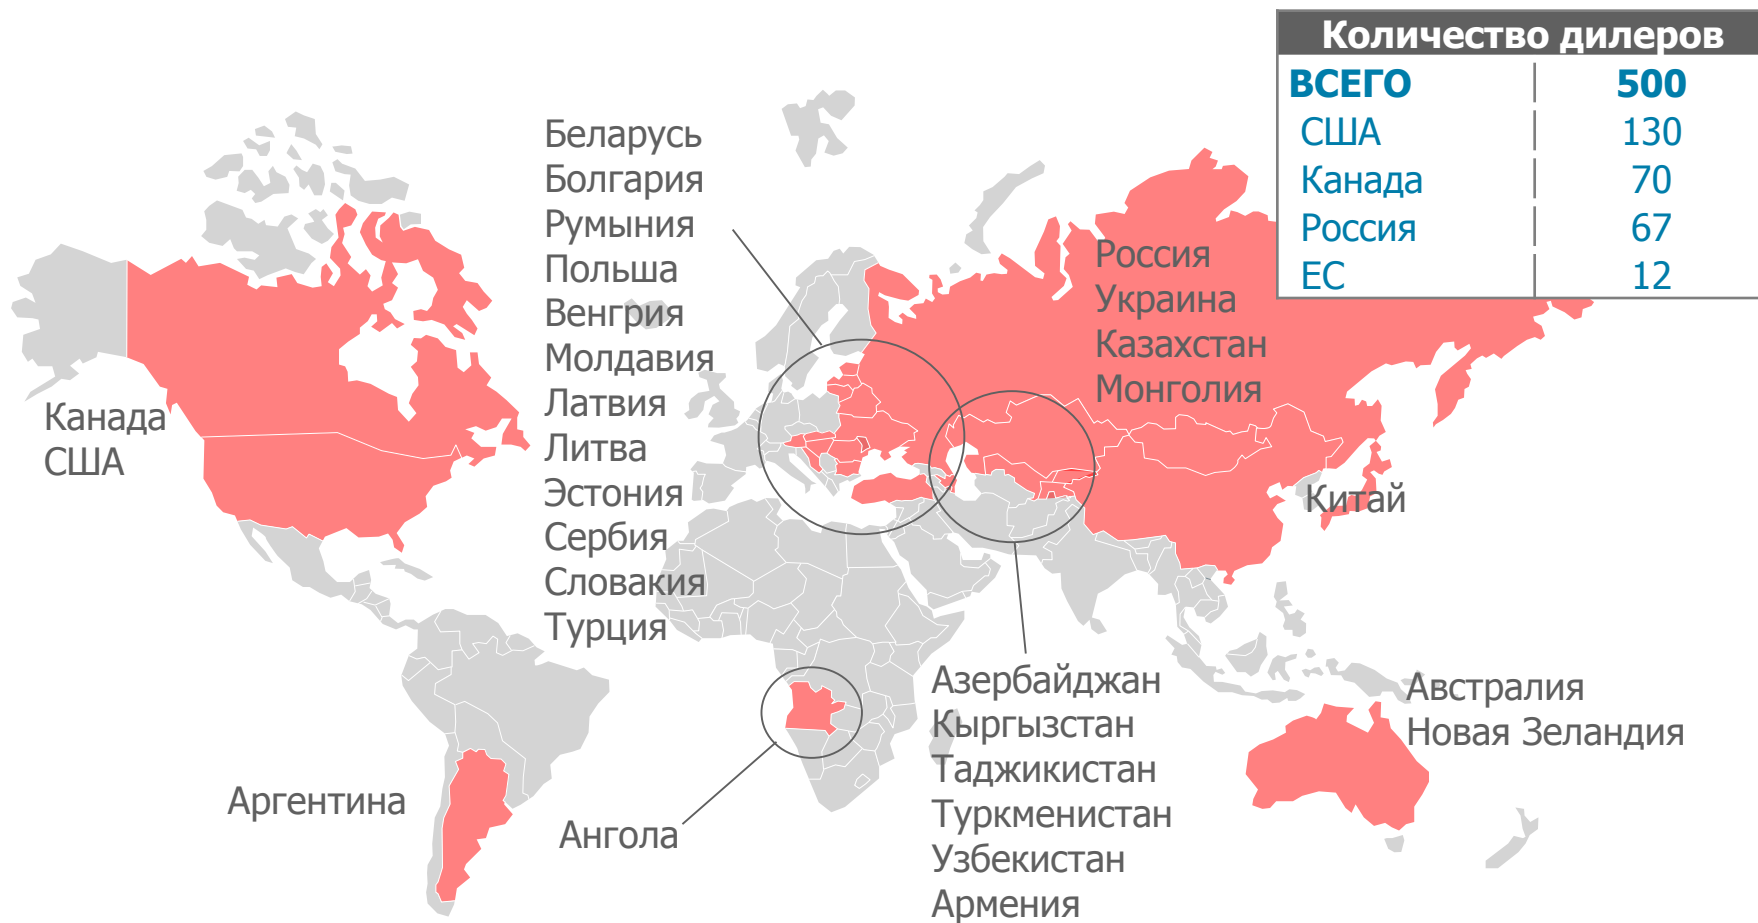 Количество дилеров
ВСЕГО 500
США 130
Канада 70
Россия 67
ЕС 12
Беларусь
Болгария
Румыния
Польша
Венгрия
Молдавия
Латвия
Литва
Эстония
Сербия
Словакия
Турция
Россия
Украина
Казахстан
Монголия
Канада
США
Китай
Азербайджан
Кыргызстан
Таджикистан
Туркменистан
Узбекистан
Армения
Австралия
Новая Зеландия
Аргентина
Ангола